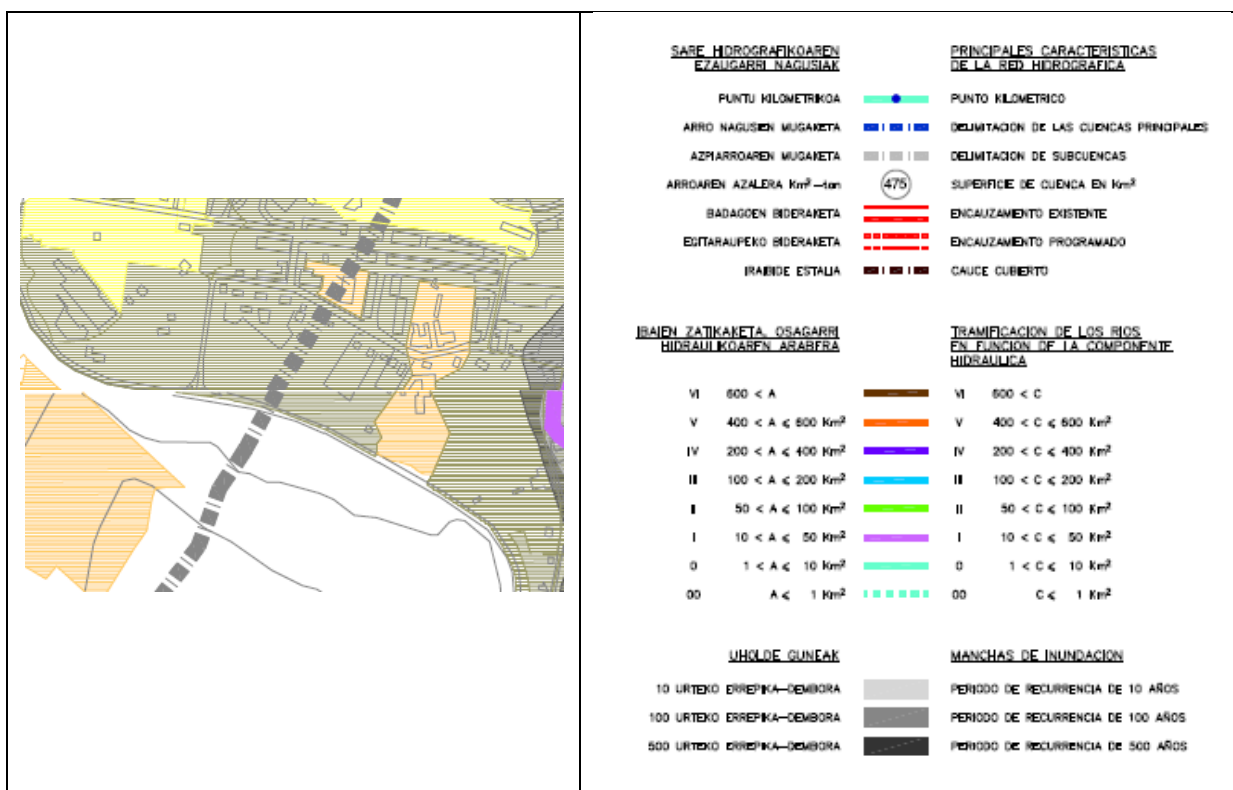 SARE HIDROGRAFIKOAREN
EZAUGARRI NAGUSIAK
PRINCIPALES CARACTERISTICAS
DE LA RED HIDROGRAFICA
PUNTU KILOMETRIKOA PUNTO KILOMETRICO
ARRO NAGUSIEN MUGAKETA DELIMITACION DE LAS CUENCAS PRINCIPALES
AZPIARROAREN MUGAKETA DELIMITACION DE SUBCUENCAS
ARROAREN AZALERA Km²-tan 475 SUPERFICIE DE CUENCA EN Km²
BADAGOEN BIDERAKETA ENCAUZAMIENTO EXISTENTE
EGITARAUPEKO BIDERAKETA ENCAUZAMIENTO PROGRAMADO
IRAIBIDE ESTALIA CAUCE CUBIERTO
IBAIEN ZATIKAKETA, OSAGARRI
HIDRAULIKOAREN ARABERA
TRAMIFICACION DE LOS RIOS
EN FUNCION DE LA COMPONENTE
HIDRAULICA
VI 600 < A VI 600 < C
V 400 < A ⩽ 600 Km² V 400 < C ⩽ 600 Km²
IV 200 < A ⩽ 400 Km² IV 200 < C ⩽ 400 Km²
III 100 < A ⩽ 200 Km² III 100 < C ⩽ 200 Km²
II 50 < A ⩽ 100 Km² II 50 < C ⩽ 100 Km²
I 10 < A ⩽ 50 Km² I 10 < C ⩽ 50 Km²
0 1 < A ⩽ 10 Km² 0 1 < C ⩽ 10 Km²
00 A ⩽ 1 Km² 00 C ⩽ 1 Km²
UHOLDE GUNEAK MANCHAS DE INUNDACION
10 URTEKO ERREPIKA-DEMBORA PERIODO DE RECURRENCIA DE 10 AÑOS
100 URTEKO ERREPIKA-DEMBORA PERIODO DE RECURRENCIA DE 100 AÑOS
500 URTEKO ERREPIKA-DEMBORA PERIODO DE RECURRENCIA DE 500 AÑOS